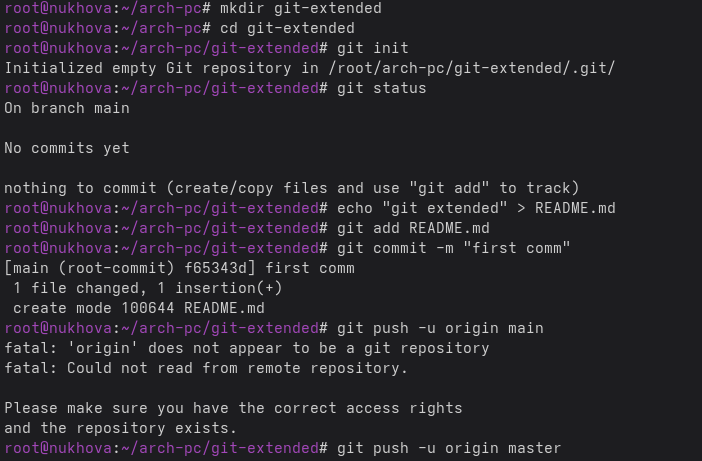 root@nukhova:~/arch-pc# mkdir git-extended
root@nukhova:~/arch-pc# cd git-extended
root@nukhova:~/arch-pc/git-extended# git init
Initialized empty Git repository in /root/arch-pc/git-extended/.git/
root@nukhova:~/arch-pc/git-extended# git status
On branch main

No commits yet

nothing to commit (create/copy files and use "git add" to track)
root@nukhova:~/arch-pc/git-extended# echo "git extended" > README.md
root@nukhova:~/arch-pc/git-extended# git add README.md
root@nukhova:~/arch-pc/git-extended# git commit -m "first comm"
[main (root-commit) f65343d] first comm
 1 file changed, 1 insertion(+)
 create mode 100644 README.md
root@nukhova:~/arch-pc/git-extended# git push -u origin main
fatal: 'origin' does not appear to be a git repository
fatal: Could not read from remote repository.

Please make sure you have the correct access rights
and the repository exists.
root@nukhova:~/arch-pc/git-extended# git push -u origin master